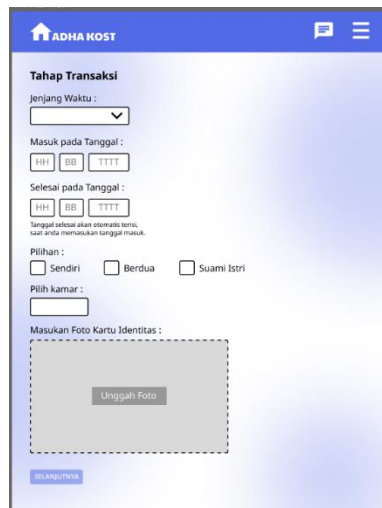 ADHA KOST
Tahap Transaksi
Jenjang Waktu :
Masuk pada Tanggal :
HH BB TTTT
Selesai pada Tanggal :
HH BB TTTT
Tanggal selesai akan otomatis terisi,
saat anda memasukan tanggal masuk.
Pilihan :
Sendiri Berdua Suami Istri
Pilih kamar :
Masukan Foto Kartu Identitas :
Unggah Foto
SELANJUTNYA